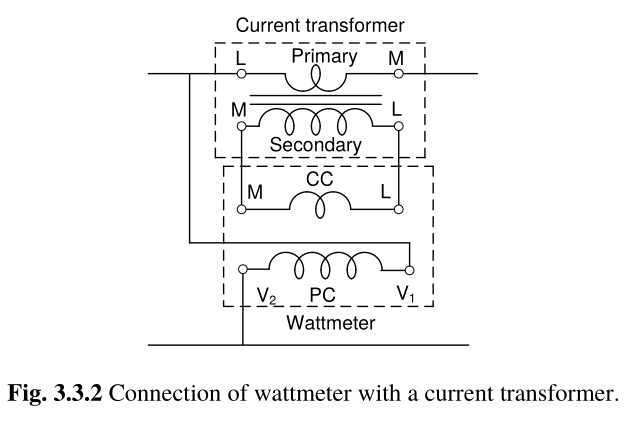 Current transformer
L Primary M
M L
Secondary
M CC L
V₂ PC V₁
Wattmeter
Fig. 3.3.2 Connection of wattmeter with a current transformer.